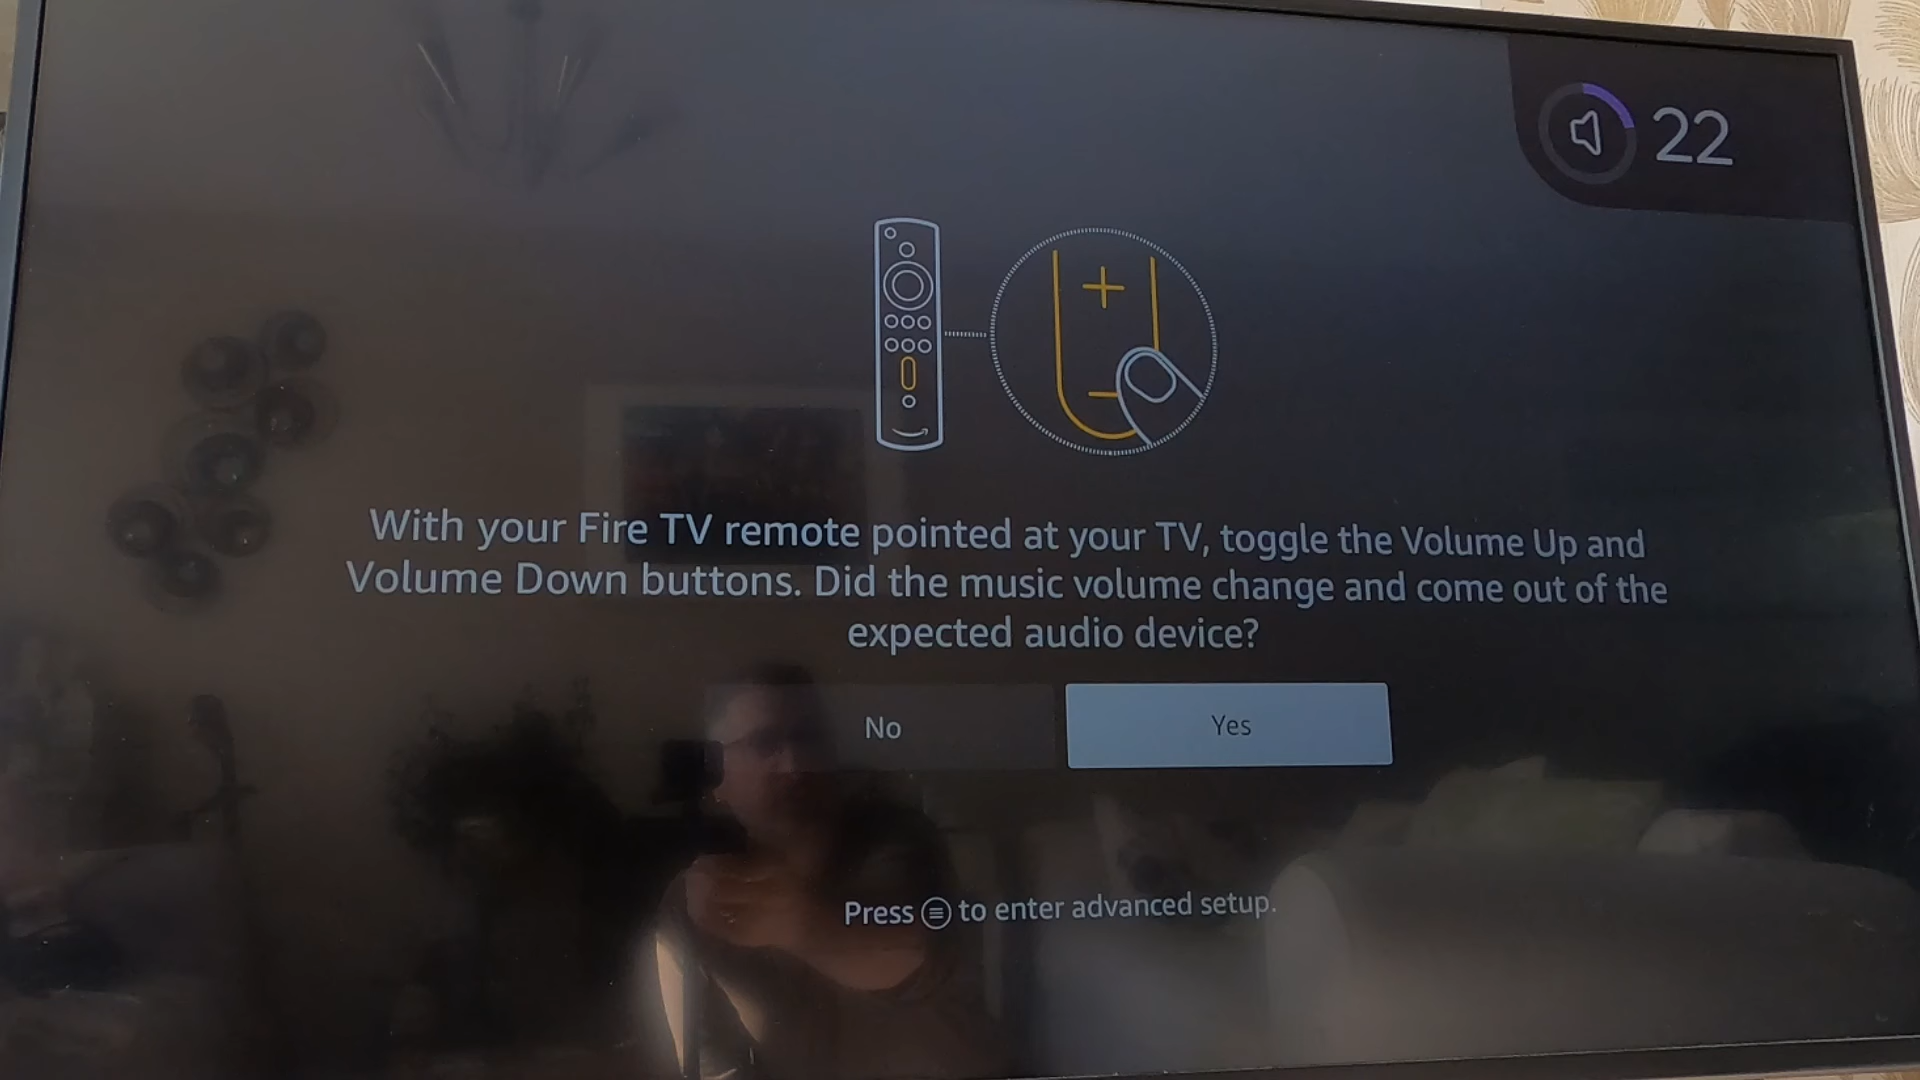 22
With your Fire TV remote pointed at your TV, toggle the Volume Up and
Volume Down buttons. Did the music volume change and come out of the
expected audio device?
No
Yes
Press to enter advanced setup.